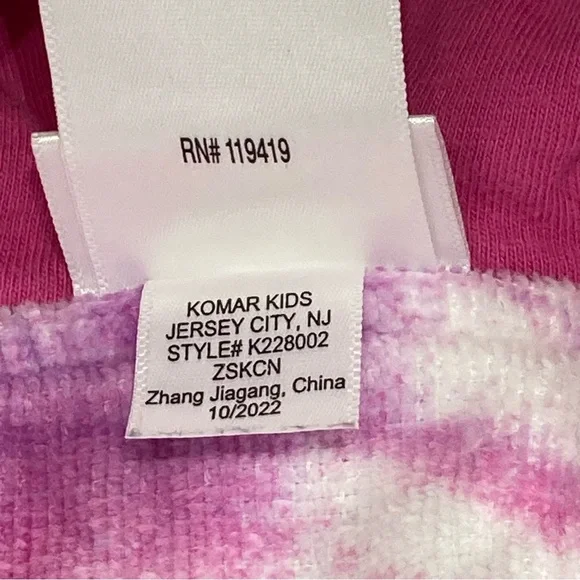 RN# 119419
KOMAR KIDS
JERSEY CITY, NJ
STYLE# K228002
ZSKCN
Zhang Jiagang, China
10/2022